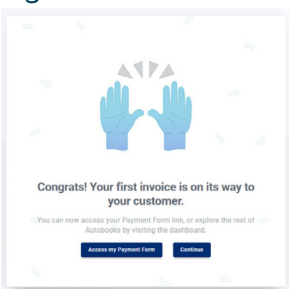 Congrats! Your first invoice is on its way to
your customer.
You can now access your Payment Form link, or explore the rest of
Autobooks by visiting the dashboard.
Access my Payment Form
Continue